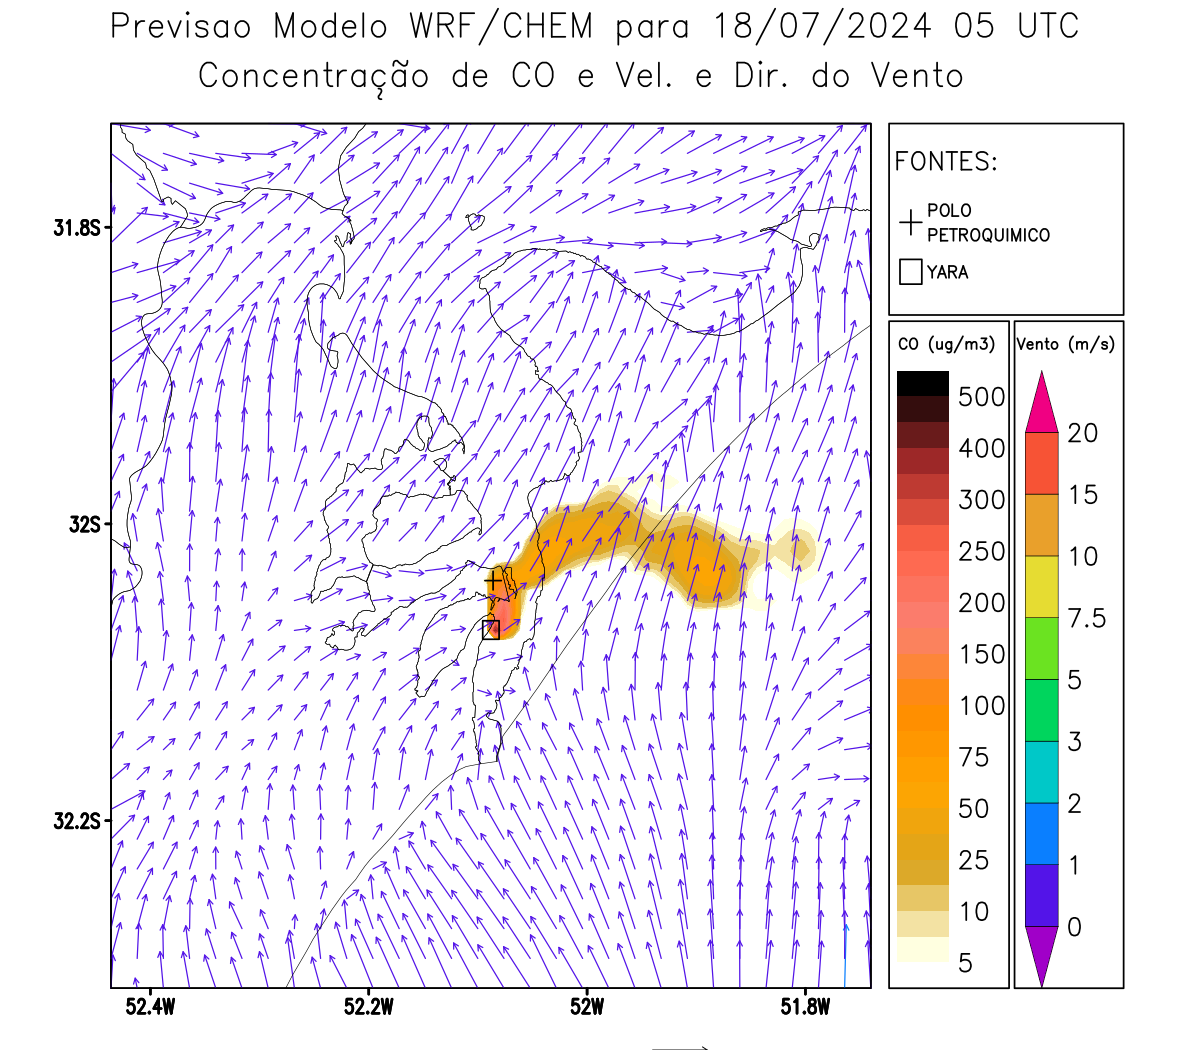 Previsao Modelo WRF/CHEM para 18/07/2024 05 UTC
Concentração de CO e Vel. e Dir. do Vento
FONTES:
POLO
PETROQUIMICO
YARA
CO (ug/m3)
500
400
300
250
200
150
100
75
50
25
10
5
Vento (m/s)
20
15
10
7.5
5
3
2
1
0
31.8S
32S
32.2S
52.4W
52.2W
52W
51.8W